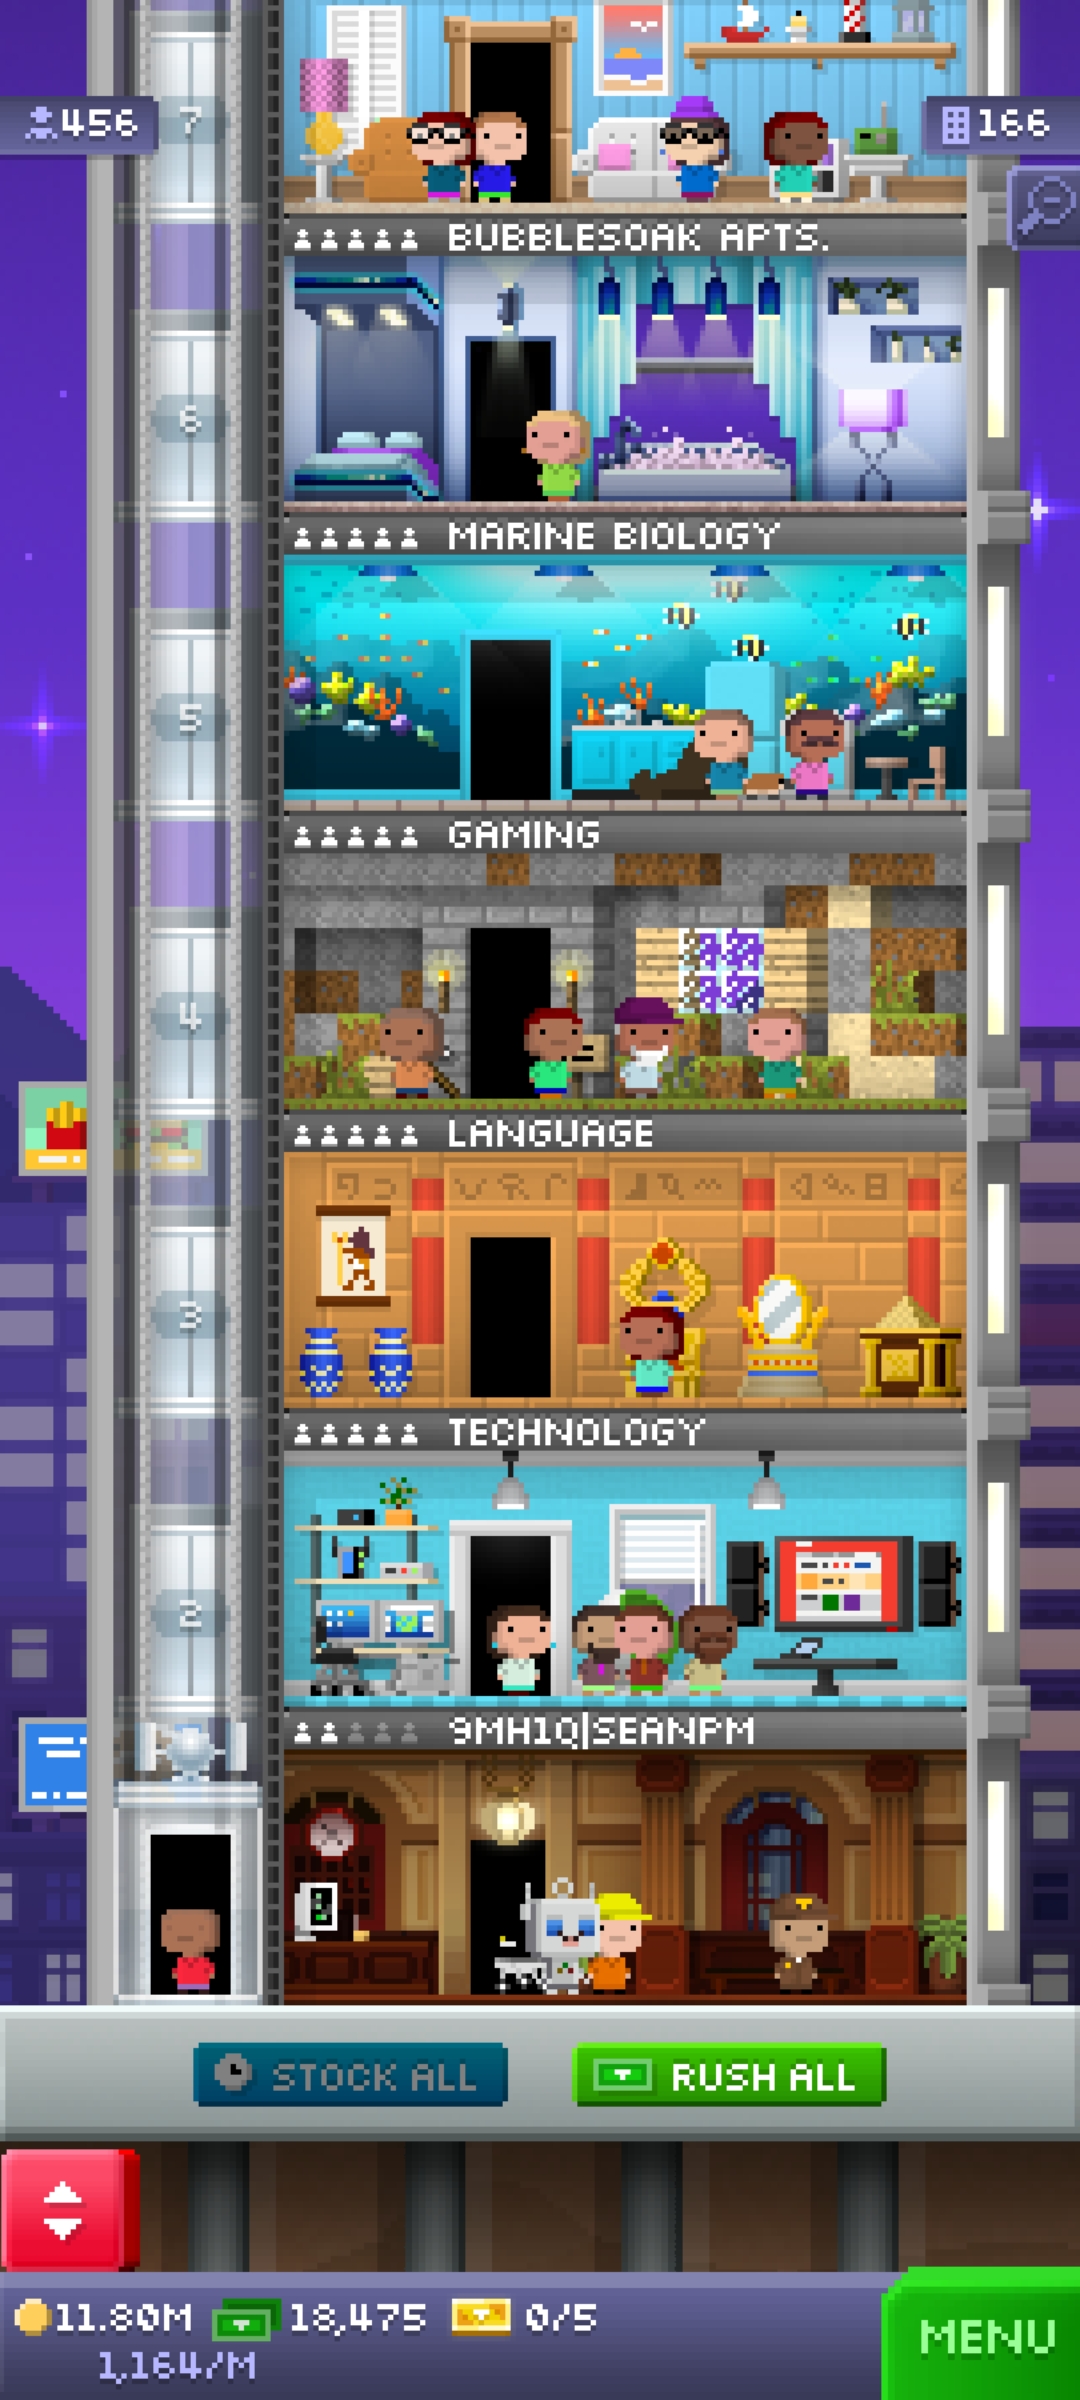 7
456
166
BUBBLESOAK APTS.
6
MARINE BIOLOGY
5
GAMING
4
LANGUAGE
3
TECHNOLOGY
2
9MH1Q|SEANPM
STOCK ALL
RUSH ALL
11.80M
18,475
0/5
1,164/M
MENU